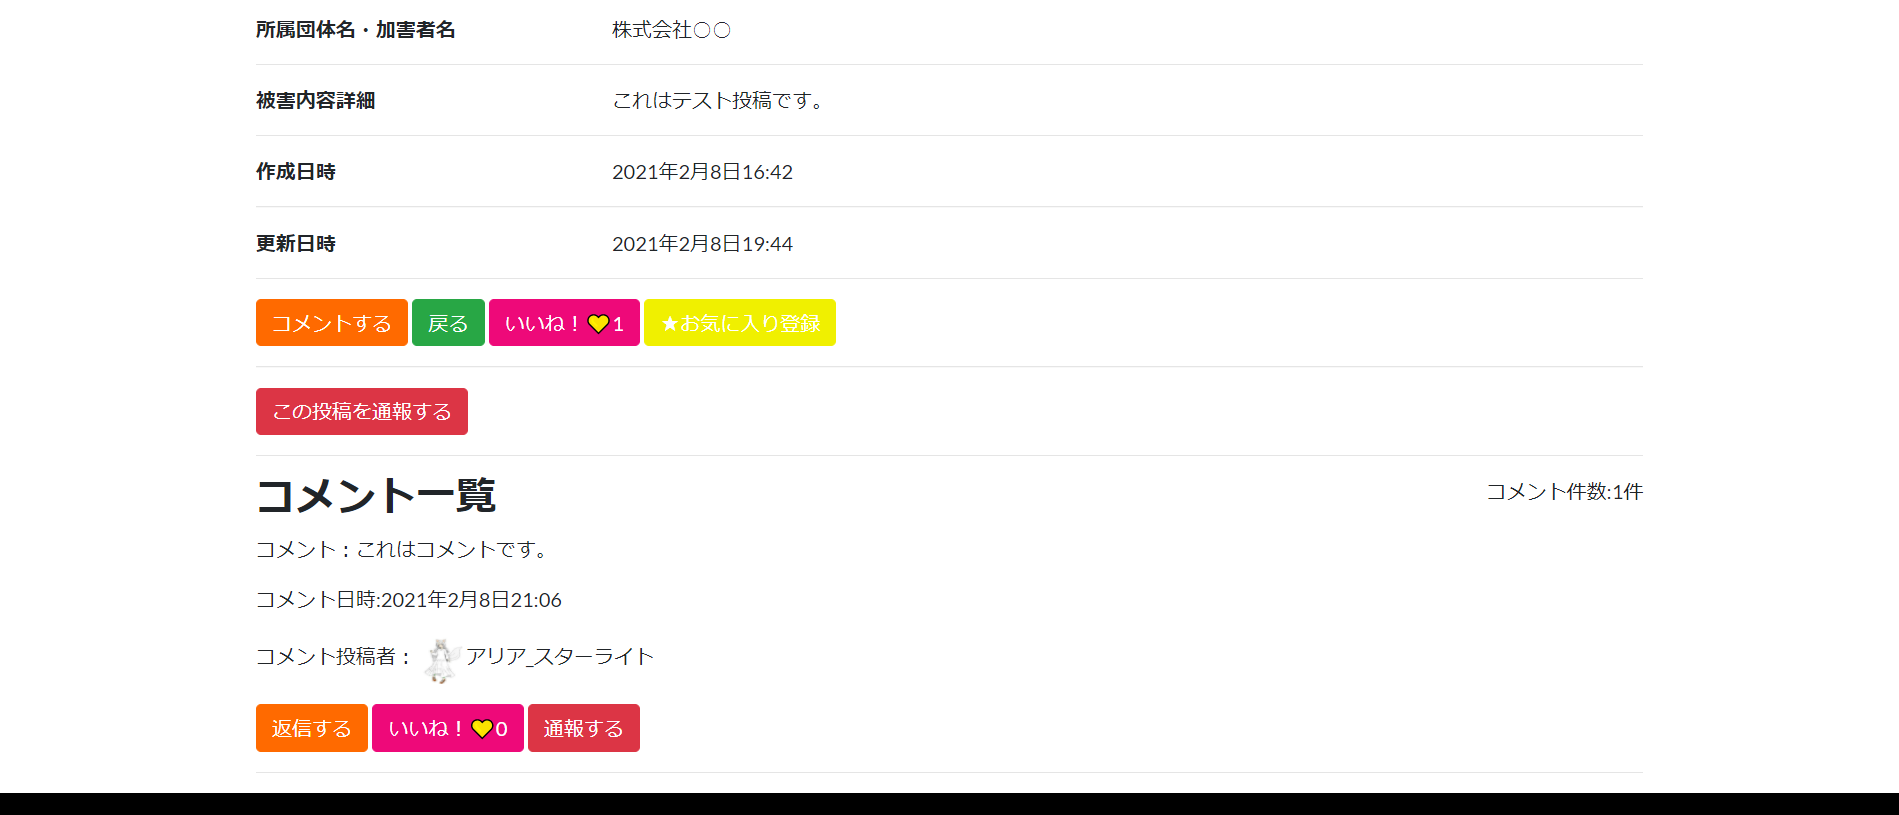 所属団体名・加害者名 株式会社○○
被害内容詳細 これはテスト投稿です。
作成日時 2021年2月8日16:42
更新日時 2021年2月8日19:44
コメントする 戻る いいね！💛1 ★お気に入り登録
この投稿を通報する
コメント一覧 コメント件数:1件
コメント：これはコメントです。
コメント日時:2021年2月8日21:06
コメント投稿者： アリア_スターライト
返信する いいね！💛0 通報する